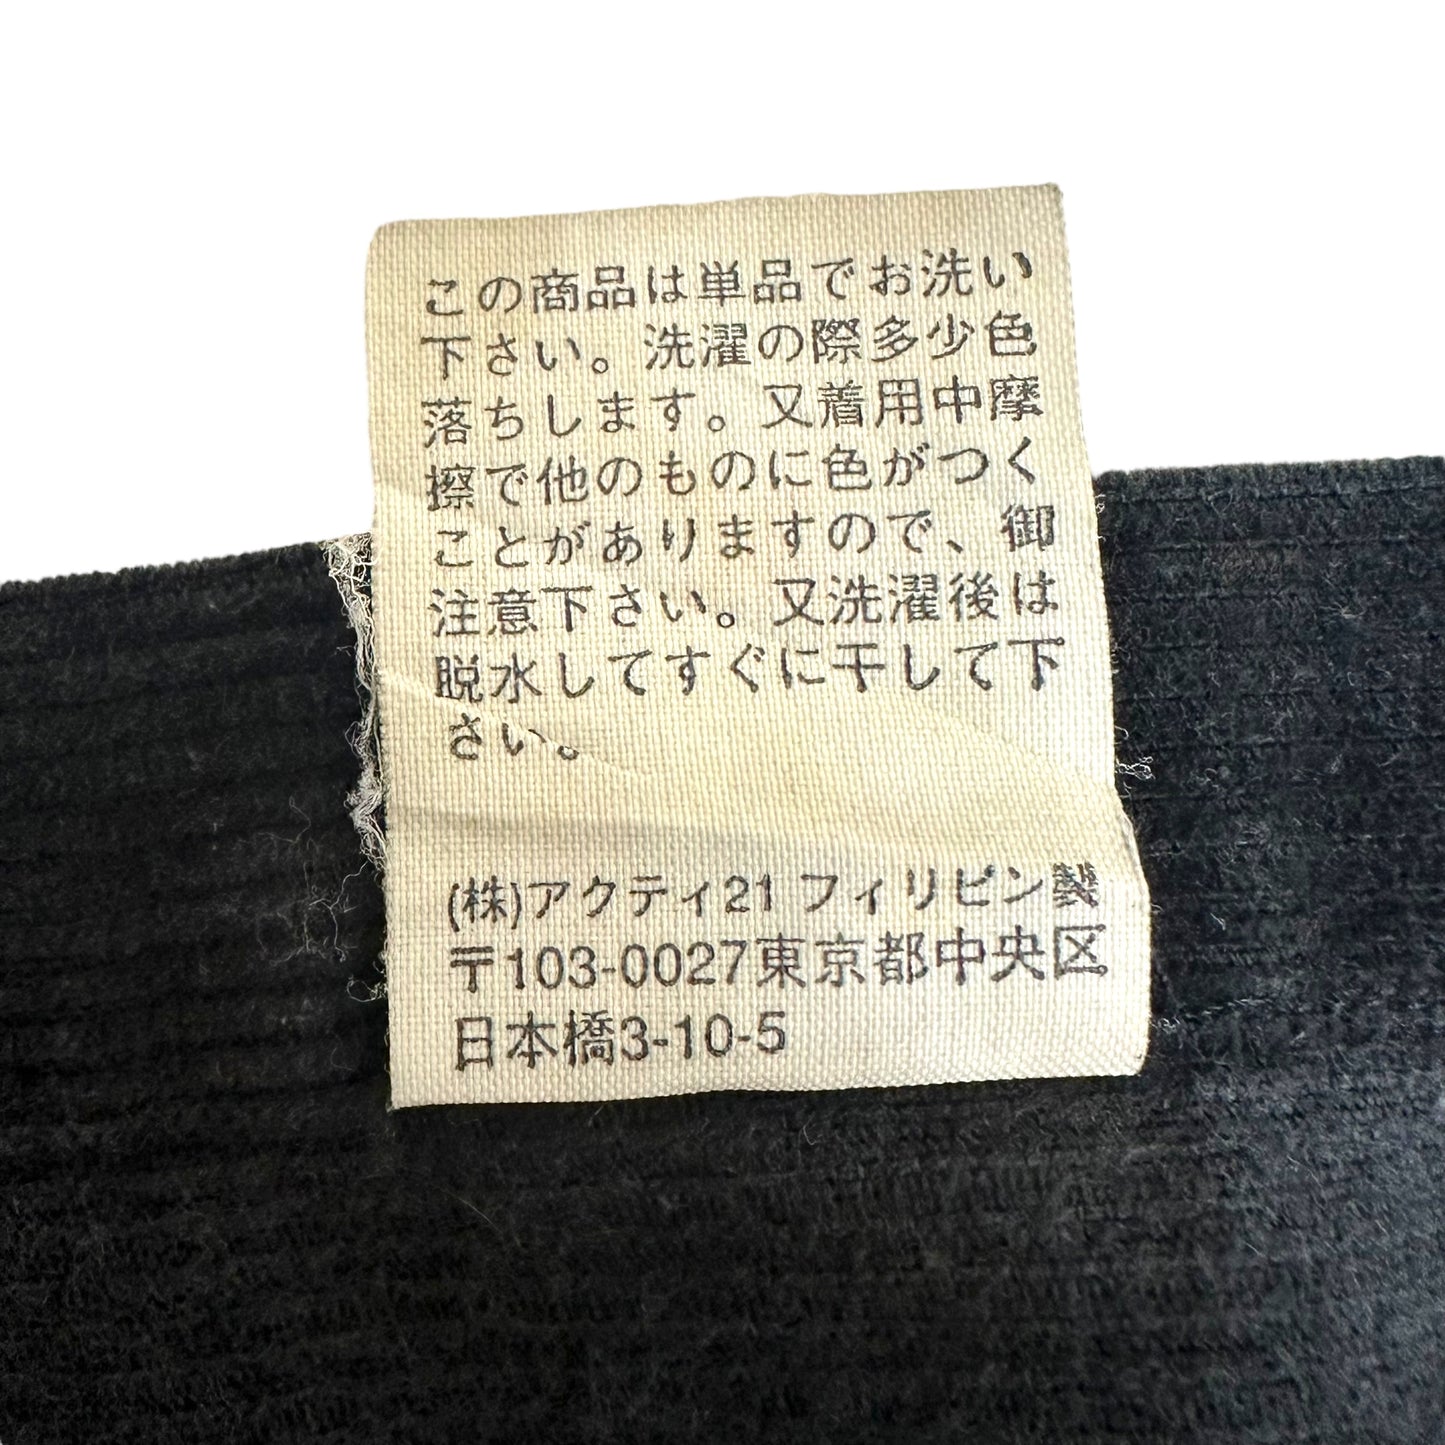 この商品は単品でお洗い
下さい。洗濯の際多少色
落ちします。又着用中摩
擦で他のものに色がつく
ことがありますので、御
注意下さい。又洗濯後は
脱水してすぐに干して下
さい。
(株)アクティ21 フィリピン製
〒103-0027東京都中央区
日本橋3-10-5